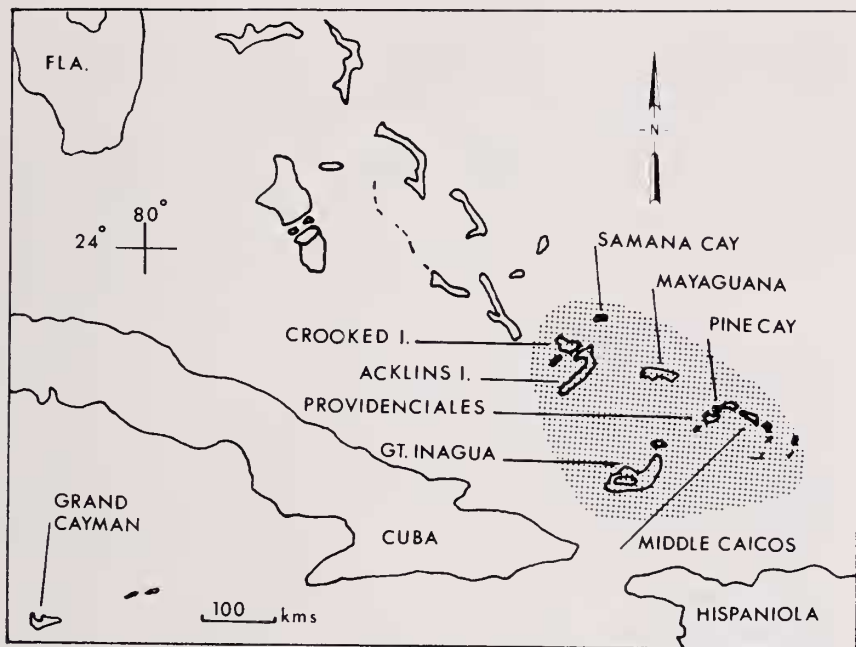 FLA.
N
80°
24°
SAMANA CAY
MAYAGUANA
PINE CAY
CROOKED I.
ACKLINS I.
PROVIDENCIALES
GT. INAGUA
GRAND
CAYMAN
CUBA
MIDDLE CAICOS
100 kms
HISPANIOLA